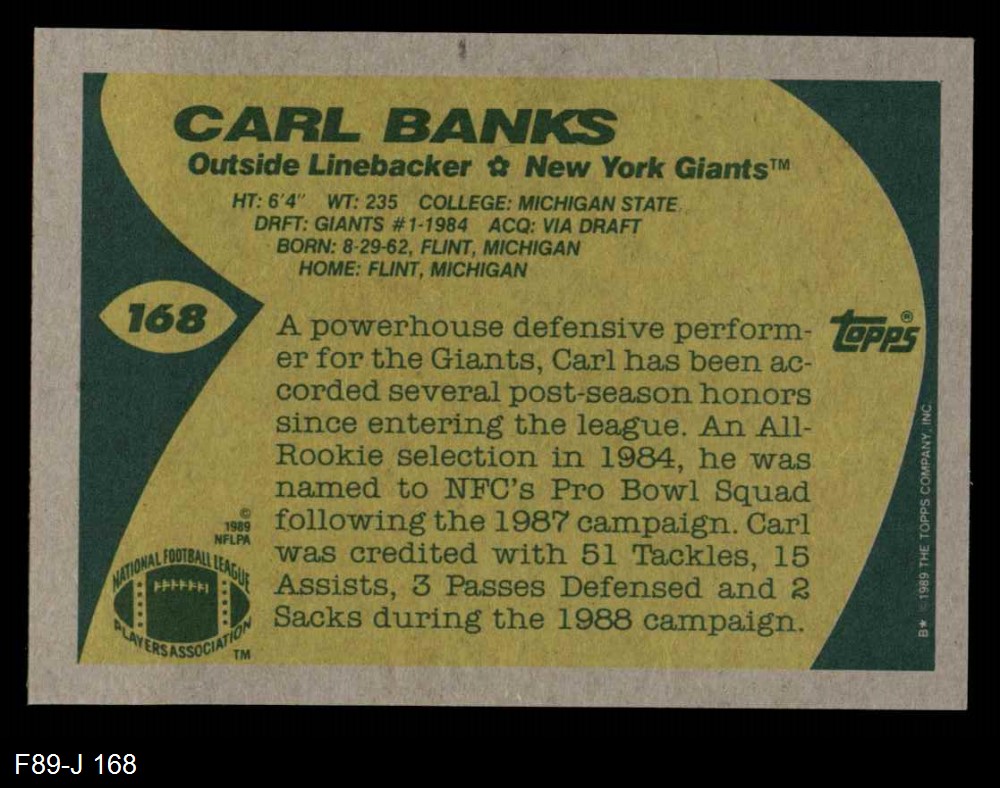 CARL BANKS
Outside Linebacker ✿ New York Giants™
HT: 6'4" WT: 235 COLLEGE: MICHIGAN STATE
DRFT: GIANTS #1-1984 ACQ: VIA DRAFT
BORN: 8-29-62, FLINT, MICHIGAN
HOME: FLINT, MICHIGAN
168
A powerhouse defensive perform-
er for the Giants, Carl has been ac-
corded several post-season honors
since entering the league. An All-
Rookie selection in 1984, he was
named to NFC's Pro Bowl Squad
following the 1987 campaign. Carl
was credited with 51 Tackles, 15
Assists, 3 Passes Defensed and 2
Sacks during the 1988 campaign.
topps®
©
1989
NFLPA
NATIONAL FOOTBALL LEAGUE
PLAYERS ASSOCIATION
TM
B* ©1989 THE TOPPS COMPANY, INC.
F89-J 168